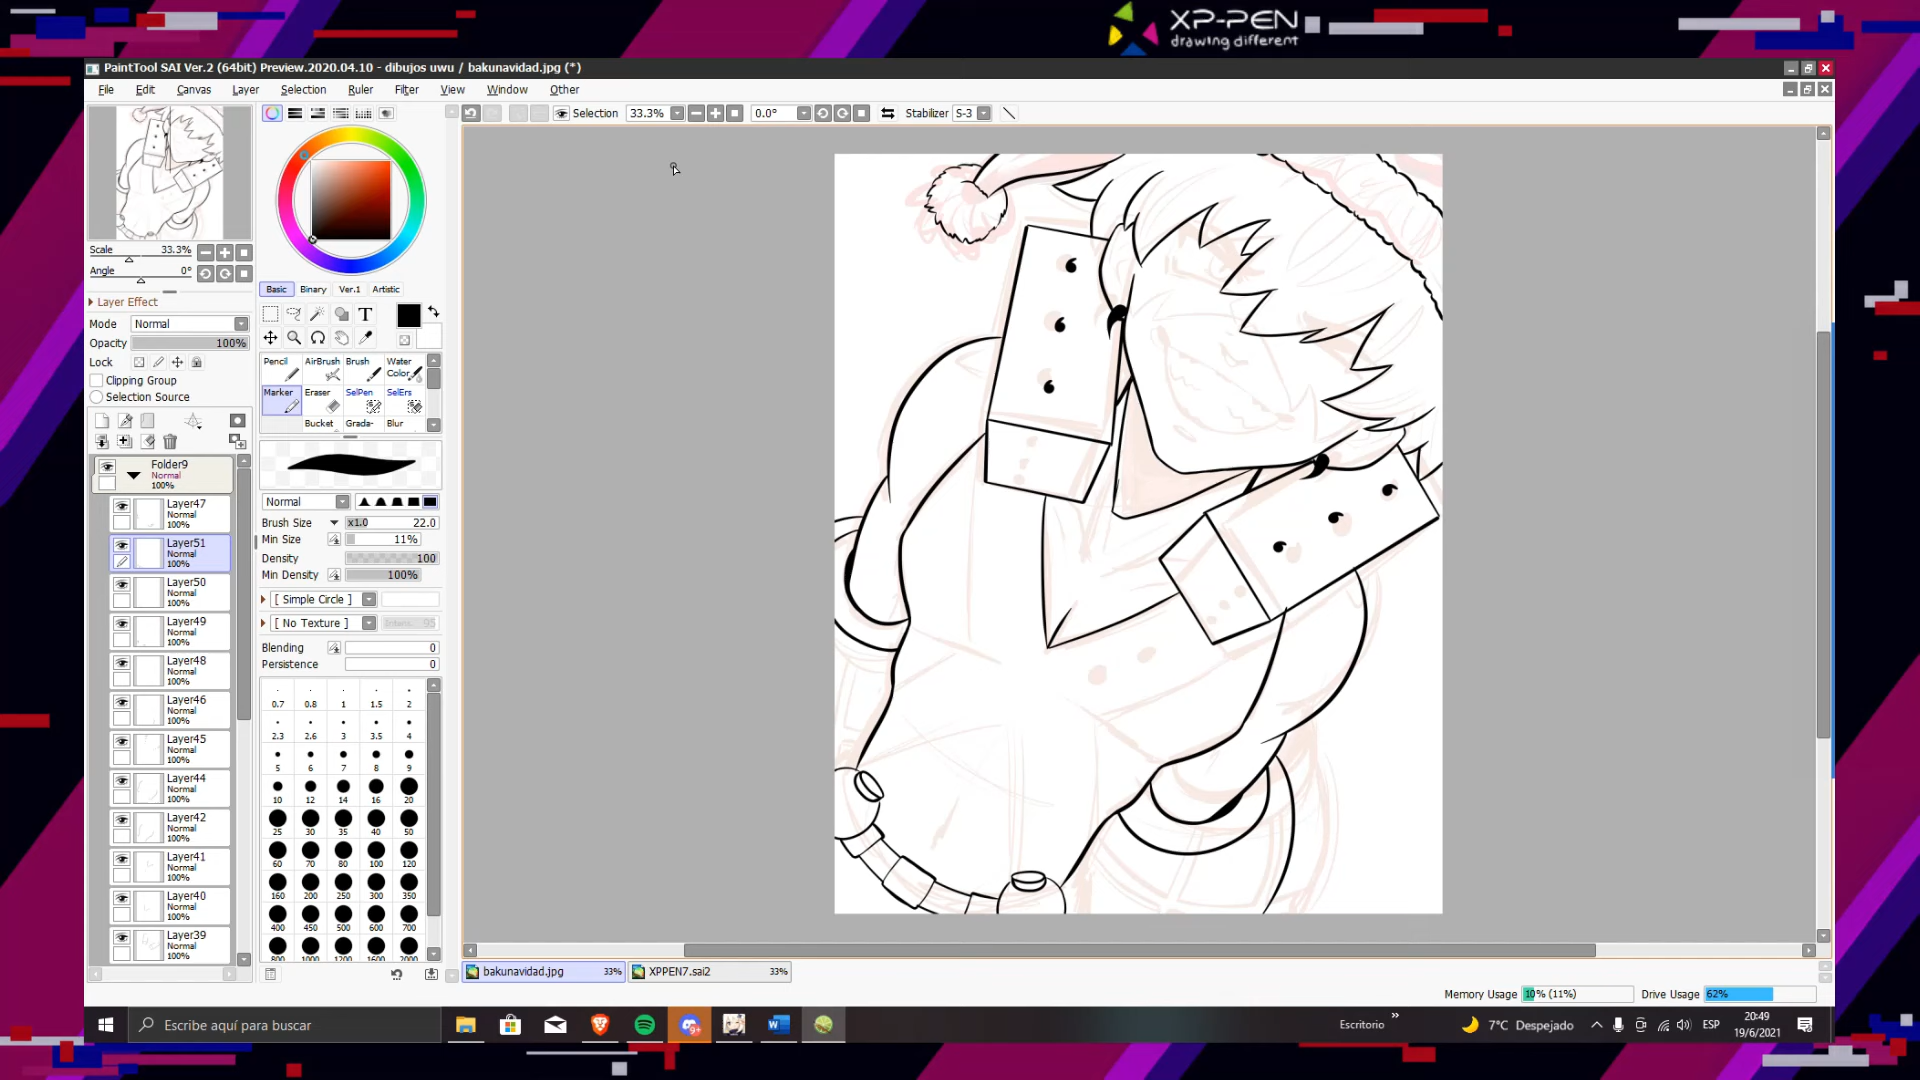 XP-PEN
drawing different
PaintTool SAI Ver.2 (64bit) Preview.2020.04.10 - dibujos uwu / bakunavidad.jpg (*)
File Edit Canvas Layer Selection Ruler Filter View Window Other
Selection 33.3% 0.0° Stabilizer S-3
Scale 33.3%
Angle 0°
Layer Effect
Mode Normal
Opacity 100%
Lock
Clipping Group
Selection Source
Folder9
Normal
100%
Layer47
Normal
100%
Layer51
Normal
100%
Layer50
Normal
100%
Layer49
Normal
100%
Layer48
Normal
100%
Layer46
Normal
100%
Layer45
Normal
100%
Layer44
Normal
100%
Layer42
Normal
100%
Layer41
Normal
100%
Layer40
Normal
100%
Layer39
Normal
100%
Basic Binary Ver.1 Artistic
T
Pencil AirBrush Brush Water
Color
Marker Eraser SelPen SelErs
Bucket Grada- Blur
Normal
Brush Size x1.0 22.0
Min Size 11%
Density 100
Min Density 100%
[ Simple Circle ]
[ No Texture ] Intens. 95
Blending 0
Persistence 0
0.7 0.8 1 1.5 2
2.3 2.6 3 3.5 4
5 6 7 8 9
10 12 14 16 20
25 30 35 40 50
60 70 80 100 120
160 200 250 300 350
400 450 500 600 700
800 1000 1200 1600 2000
bakunavidad.jpg 33% XPPEN7.sai2 33%
Memory Usage 10% (11%) Drive Usage 62%
Escribe aquí para buscar
9+
W
Escritorio »
7°C Despejado
ESP
20:49
19/6/2021